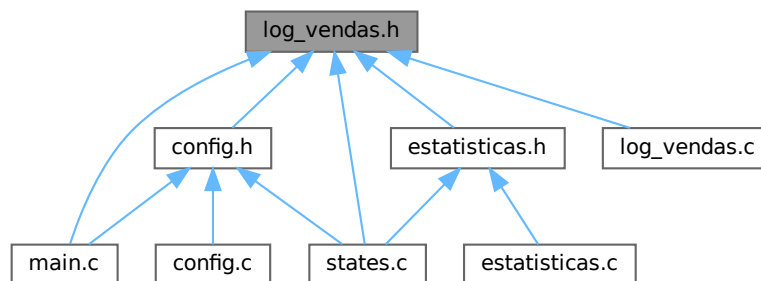 log_vendas.h
config.h
estatisticas.h
log_vendas.c
main.c
config.c
states.c
estatisticas.c